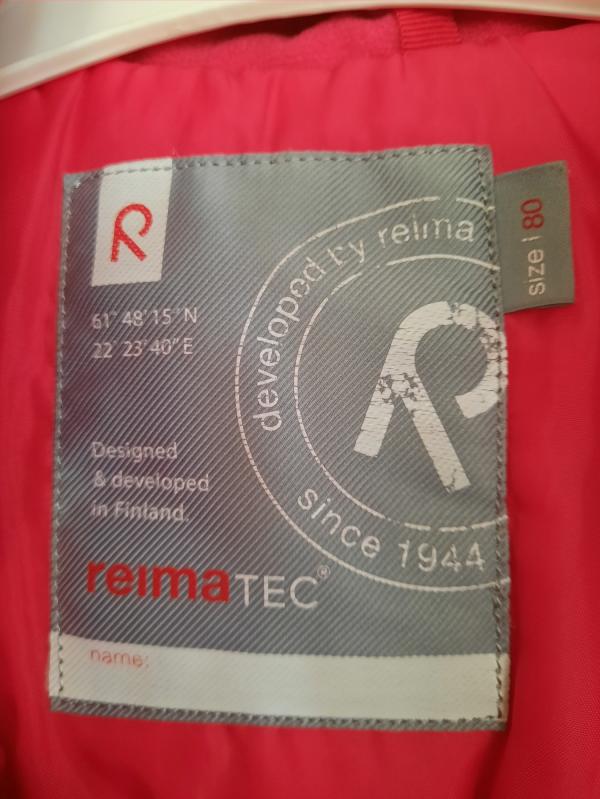 R
61° 48' 15" N
22° 23' 40" E
developed by reima
since 1944
R
size | 80
Designed
& developed
in Finland.
reimaTEC®
name: